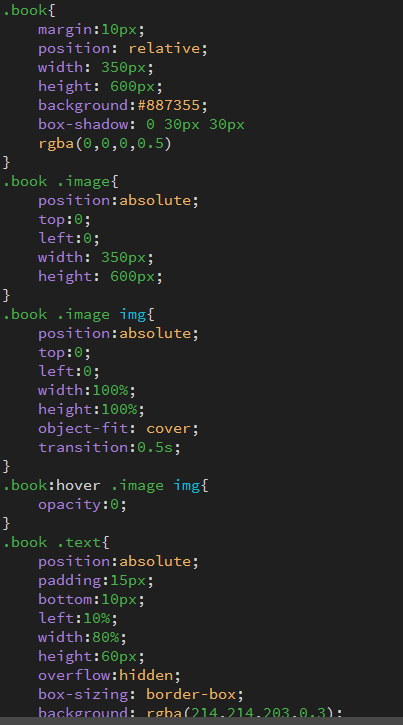 .book{
margin:10px;
position: relative;
width: 350px;
height: 600px;
background:#887355;
box-shadow: 0 30px 30px
rgba(0,0,0,0.5)
}
.book .image{
position:absolute;
top:0;
left:0;
width: 350px;
height: 600px;
}
.book .image img{
position:absolute;
top:0;
left:0;
width:100%;
height:100%;
object-fit: cover;
transition:0.5s;
}
.book:hover .image img{
opacity:0;
}
.book .text{
position:absolute;
padding:15px;
bottom:10px;
left:10%;
width:80%;
height:60px;
overflow:hidden;
box-sizing: border-box;
background: rgba(214,214,203,0.3);